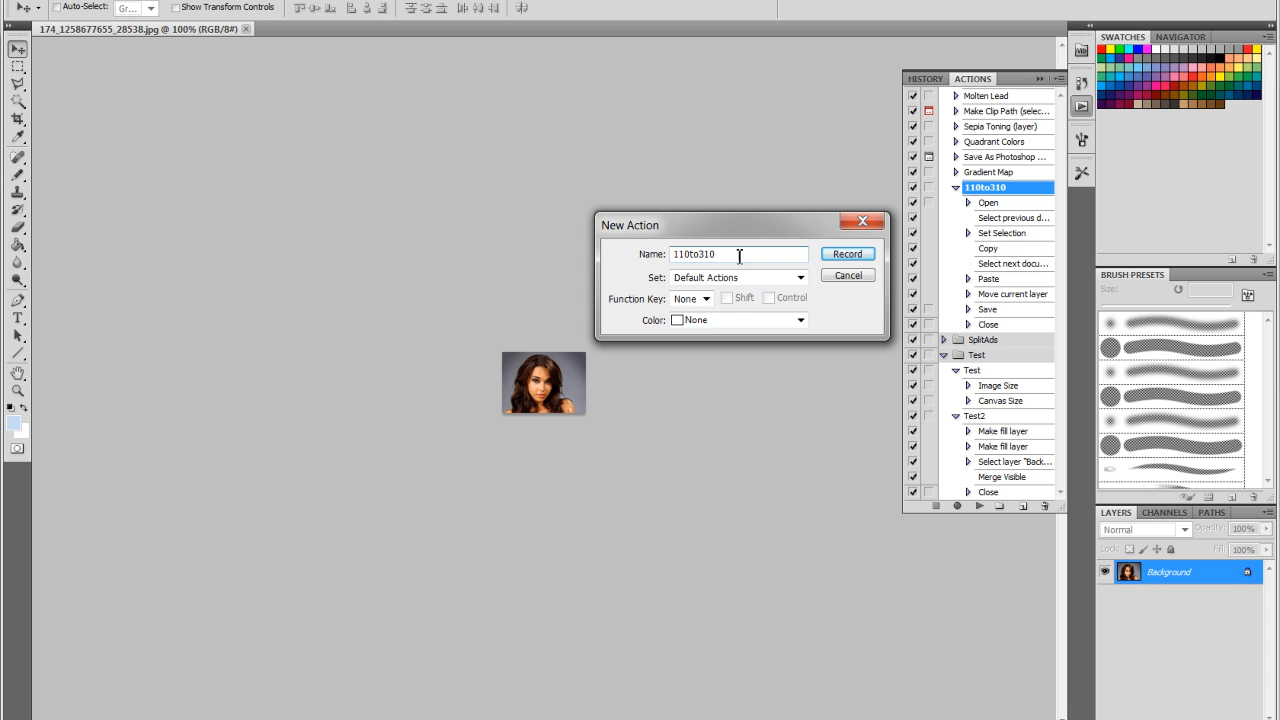 Auto-Select: Gr... Show Transform Controls
174_1258677655_28538.jpg @ 100% (RGB/8#)
SWATCHES NAVIGATOR
HISTORY ACTIONS
Molten Lead
Make Clip Path (selec...
Sepia Toning (layer)
Quadrant Colors
Save As Photoshop ...
Gradient Map
110to310
Open
Select previous d...
Set Selection
Copy
Select next docu...
Paste
Move current layer
Save
Close
SplitAds
Test
Test
Image Size
Canvas Size
Test2
Make fill layer
Make fill layer
Select layer "Back...
Merge Visible
Close
New Action
Name: 110to310
Record
Set: Default Actions
Cancel
Function Key: None Shift Control
Color: None
BRUSH PRESETS
Size:
LAYERS CHANNELS PATHS
Normal Opacity: 100%
Lock: Fill: 100%
Background